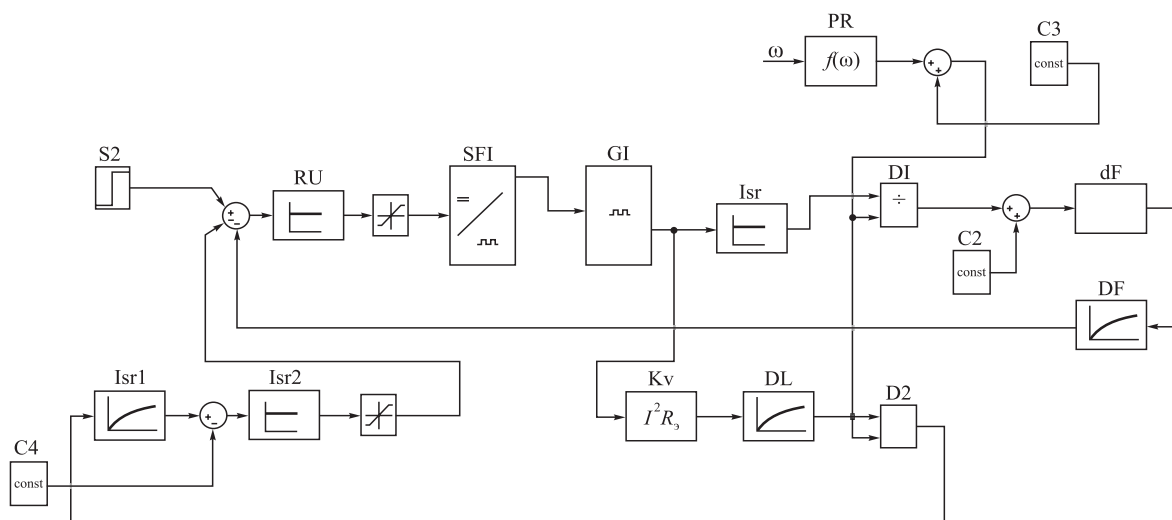 PR
C3
ω
f(ω)
+
+
const
S2
RU
SFI
GI
Isr
DI
dF
+
−
−
=
÷
+
+
C2
const
DF
Isr1
Isr2
Kv
DL
D2
+
−
I²Rэ
C4
const